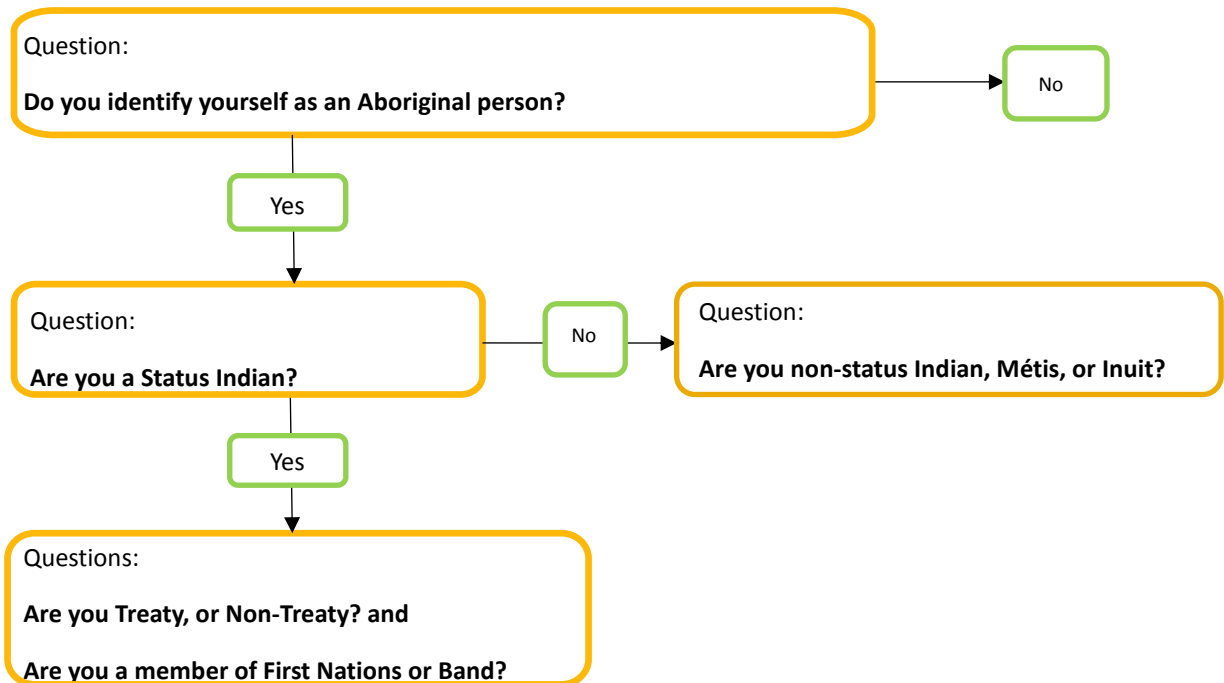 Question:
Do you identify yourself as an Aboriginal person?
No
Yes
Question:
Are you a Status Indian?
No
Question:
Are you non-status Indian, Métis, or Inuit?
Yes
Questions:
Are you Treaty, or Non-Treaty? and
Are you a member of First Nations or Band?